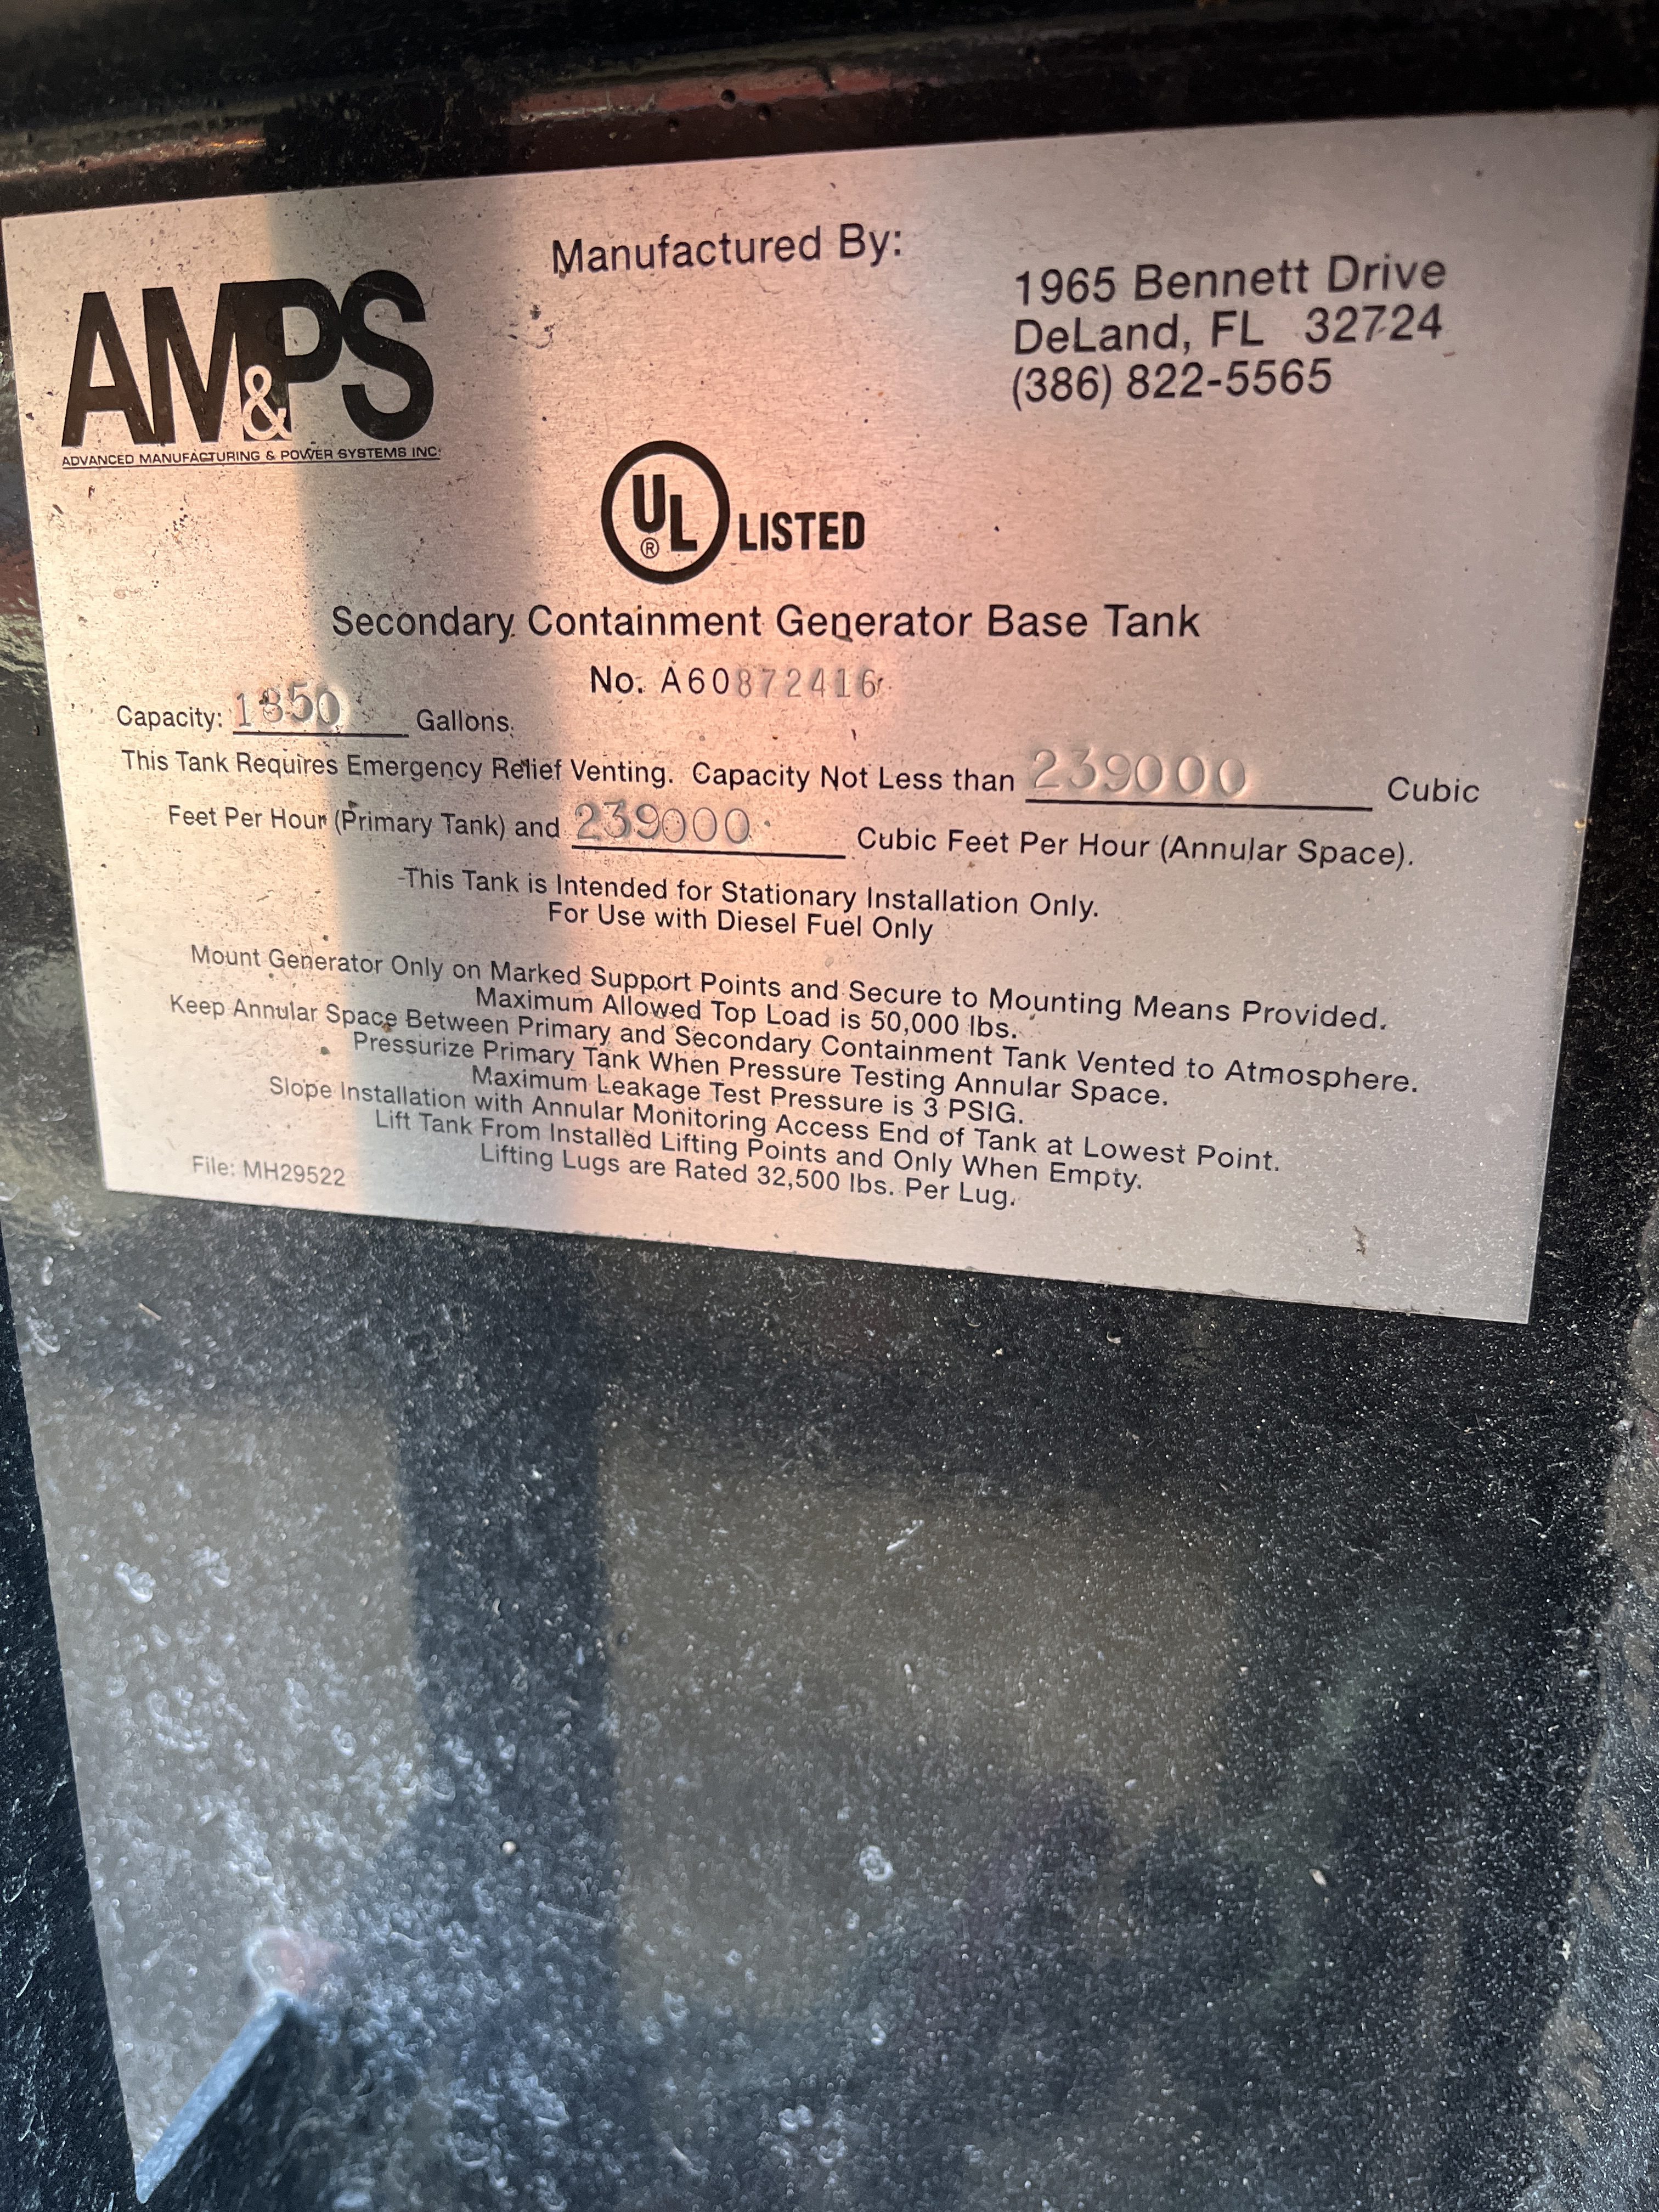 AM&PS
ADVANCED MANUFACTURING & POWER SYSTEMS INC.
Manufactured By:
1965 Bennett Drive
DeLand, FL 32724
(386) 822-5565
UL® LISTED
Secondary Containment Generator Base Tank
No. A60872416
Capacity: 1850 Gallons.
This Tank Requires Emergency Relief Venting. Capacity Not Less than 239000 Cubic
Feet Per Hour (Primary Tank) and 239000 Cubic Feet Per Hour (Annular Space).
This Tank is Intended for Stationary Installation Only.
For Use with Diesel Fuel Only
Mount Generator Only on Marked Support Points and Secure to Mounting Means Provided.
Maximum Allowed Top Load is 50,000 lbs.
Keep Annular Space Between Primary and Secondary Containment Tank Vented to Atmosphere.
Pressurize Primary Tank When Pressure Testing Annular Space.
Maximum Leakage Test Pressure is 3 PSIG.
Slope Installation with Annular Monitoring Access End of Tank at Lowest Point.
Lift Tank From Installed Lifting Points and Only When Empty.
Lifting Lugs are Rated 32,500 lbs. Per Lug.
File: MH29522